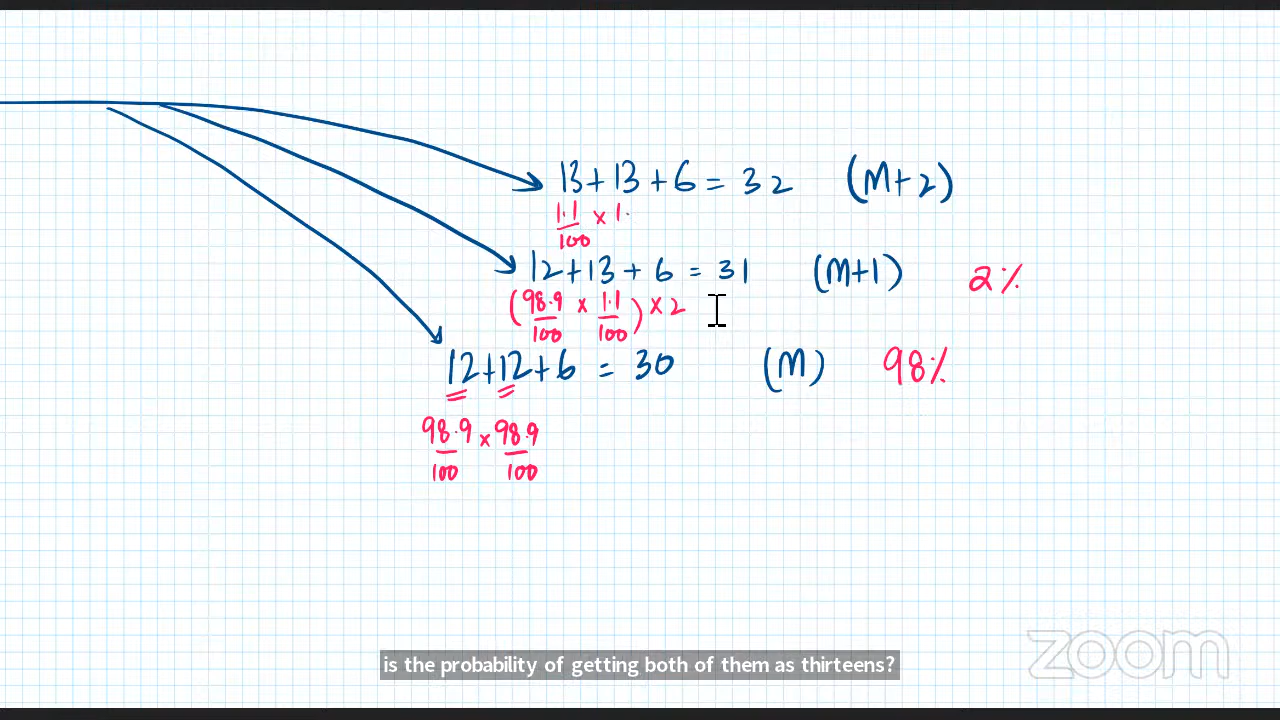 13+13+6 = 32 (M+2)
1.1/100 × 1.
12+13+6 = 31 (M+1) 2%
(98.9/100 × 1.1/100) × 2
12+12+6 = 30 (M) 98%
98.9/100 × 98.9/100
is the probability of getting both of them as thirteens?
zoom